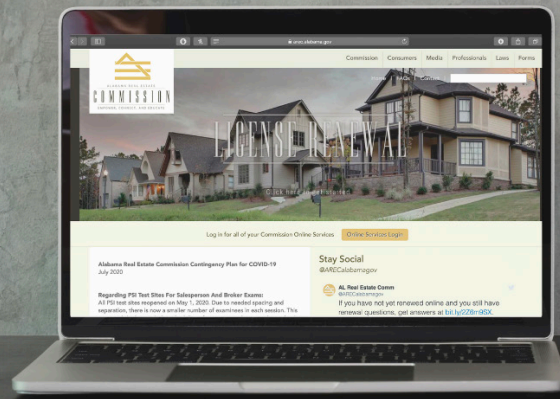 arec.alabama.gov
Commission Consumers Media Professionals Laws Forms
Home / FAQs / Contact
ALABAMA REAL ESTATE
COMMISSION
LICENSE RENEWAL
Click here to get started
Log in for all of your Commission Online Services Online Services Login
Alabama Real Estate Commission Contingency Plan for COVID-19
July 2020
Regarding PSI Test Sites For Salesperson And Broker Exams:
All PSI test sites reopened on May 1, 2020. Due to needed spacing and
separation, there is now a smaller number of examinees in each session. This
Stay Social
@ARECalabamagov
AL Real Estate Comm
@ARECalabamagov
If you have not yet renewed online and you still have
renewal questions, get answers at bit.ly/2Z6m95X.